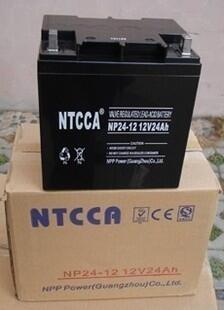 NTCCA
VALVE REGULATED LEAD-ACID BATTERY
NP24-12 12V24Ah
NPP Power(Guangzhou)Co., Ltd
NTCCA
NP24-12 12V24Ah
NPP Power(Guangzhou)Co., Ltd